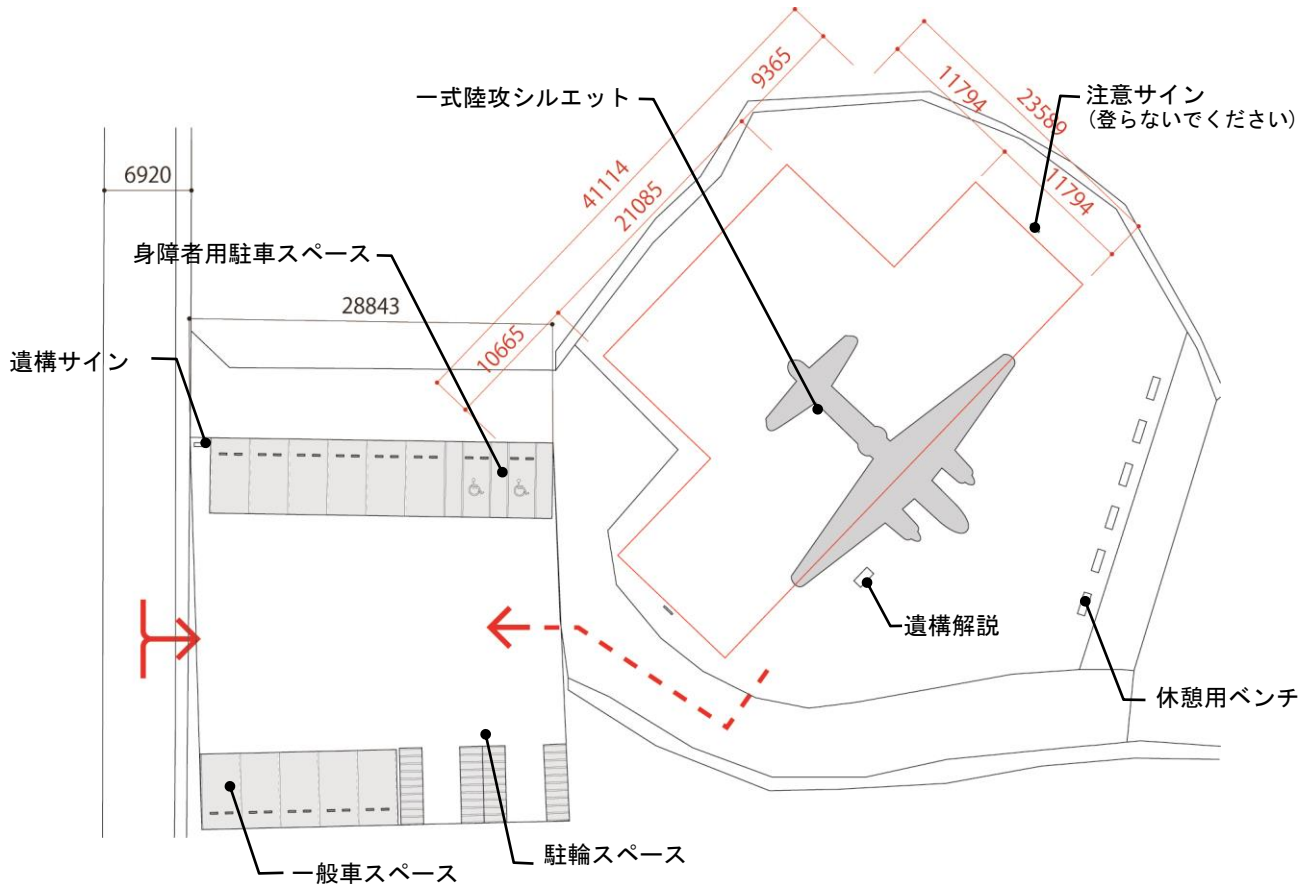 9365
11794
23589
一式陸攻シルエット
注意サイン
（登らないでください）
6920
41114
21085
11794
身障者用駐車スペース
28843
遺構サイン
10665
遺構解説
休憩用ベンチ
駐輪スペース
一般車スペース